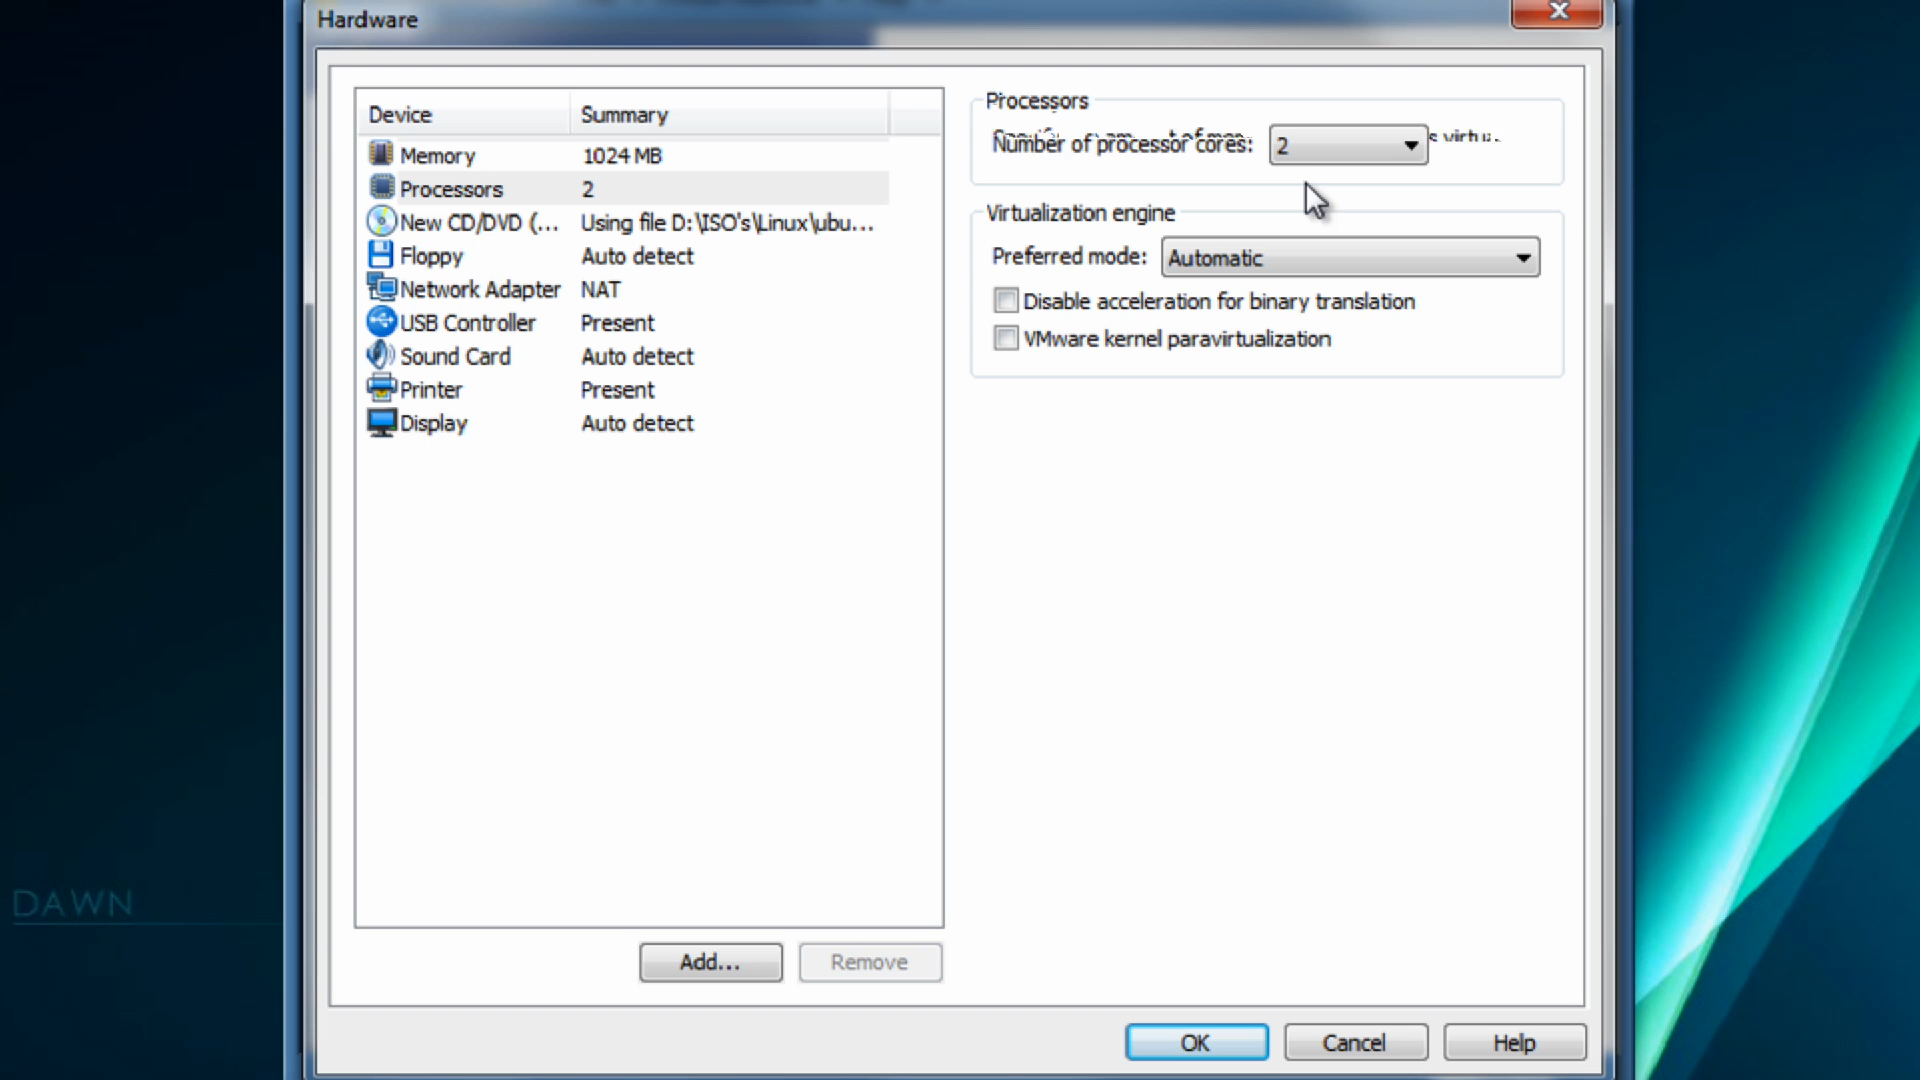 Hardware
Device Summary
Memory 1024 MB
Processors 2
New CD/DVD (... Using file D:\ISO's\Linux\ubu...
Floppy Auto detect
Network Adapter NAT
USB Controller Present
Sound Card Auto detect
Printer Present
Display Auto detect
Add... Remove
Processors
Number of processor cores: 2
Virtualization engine
Preferred mode: Automatic
Disable acceleration for binary translation
VMware kernel paravirtualization
OK Cancel Help
DAWN